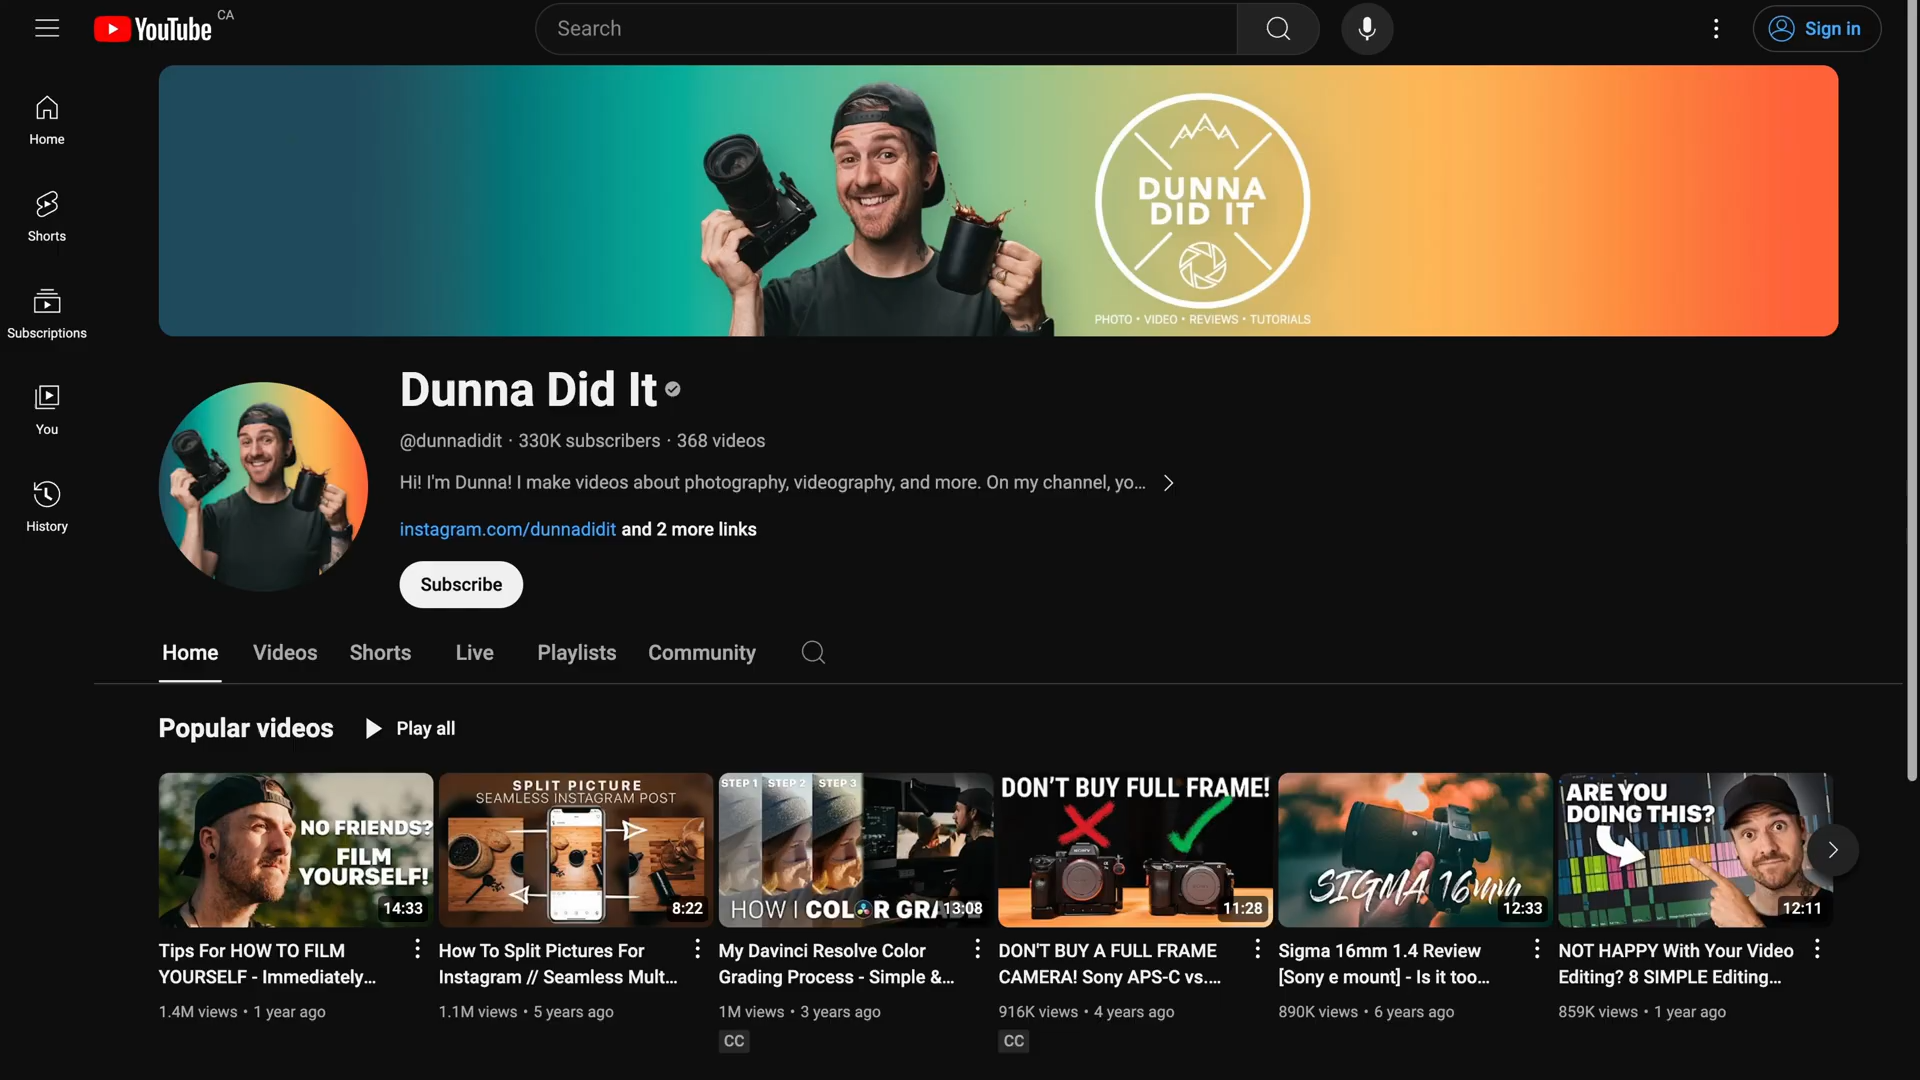 YouTube CA
Search
Sign in
Home
Shorts
Subscriptions
You
History
DUNNA
DID IT
PHOTO • VIDEO • REVIEWS • TUTORIALS
Dunna Did It
@dunnadidit · 330K subscribers · 368 videos
Hi! I'm Dunna! I make videos about photography, videography, and more. On my channel, yo...
instagram.com/dunnadidit and 2 more links
Subscribe
Home Videos Shorts Live Playlists Community
Popular videos Play all
NO FRIENDS?
FILM
YOURSELF!
14:33
Tips For HOW TO FILM
YOURSELF - Immediately...
1.4M views • 1 year ago
SPLIT PICTURE
SEAMLESS INSTAGRAM POST
8:22
How To Split Pictures For
Instagram // Seamless Mult...
1.1M views • 5 years ago
STEP 1 STEP 2 STEP 3
HOW I COLOR GRA
13:08
My Davinci Resolve Color
Grading Process - Simple &...
1M views • 3 years ago
CC
DON'T BUY FULL FRAME!
SONY SONY
11:28
DON'T BUY A FULL FRAME
CAMERA! Sony APS-C vs....
916K views • 4 years ago
CC
SIGMA 16mm
12:33
Sigma 16mm 1.4 Review
[Sony e mount] - Is it too...
890K views • 6 years ago
ARE YOU
DOING THIS?
12:11
NOT HAPPY With Your Video
Editing? 8 SIMPLE Editing...
859K views • 1 year ago